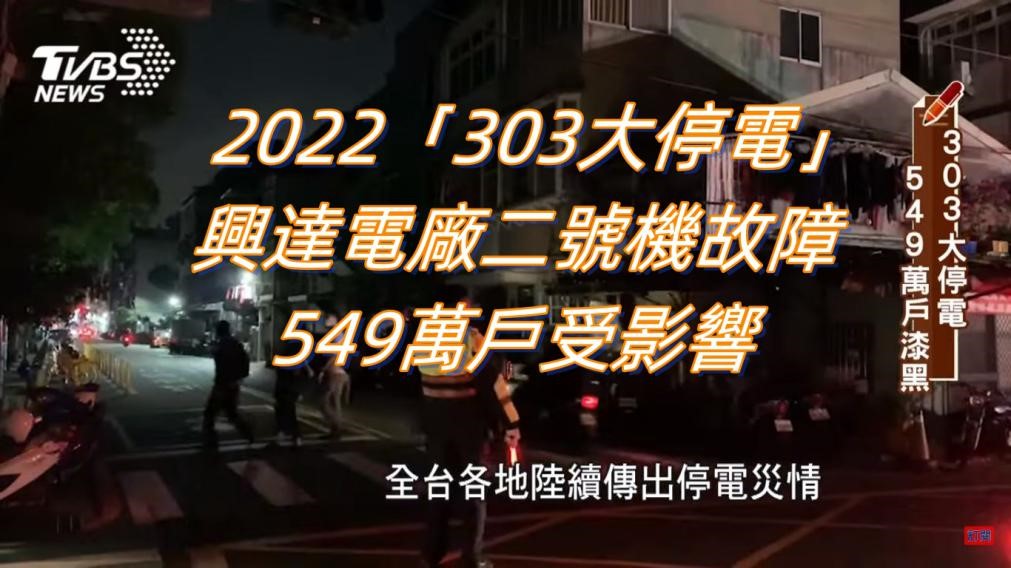 TVBS
NEWS
2022「303大停電」
興達電廠二號機故障
549萬戶受影響
303大停電
549萬戶漆黑
全台各地陸續傳出停電災情
訂閱